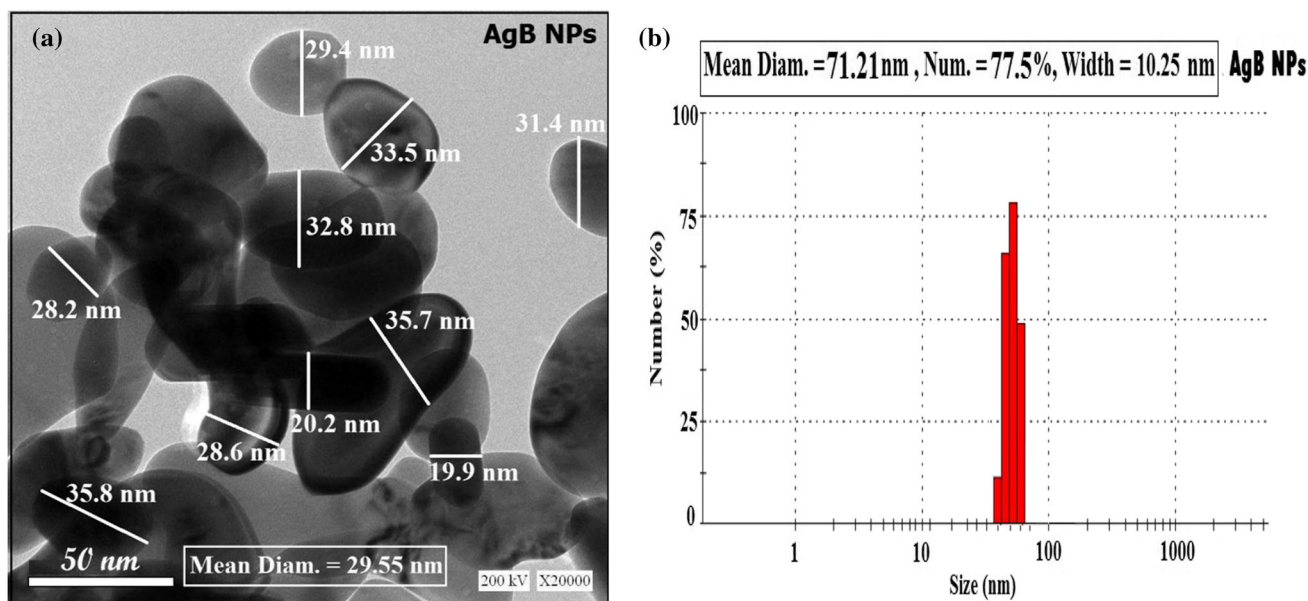 (a)
AgB NPs
29.4 nm
33.5 nm
31.4 nm
32.8 nm
28.2 nm
35.7 nm
20.2 nm
28.6 nm
19.9 nm
35.8 nm
50 nm
Mean Diam. = 29.55 nm
200 kV X20000
(b)
Mean Diam. = 71.21 nm , Num. = 77.5%, Width = 10.25 nm AgB NPs
Number (%)
100
75
50
25
0
1 10 100 1000
Size (nm)